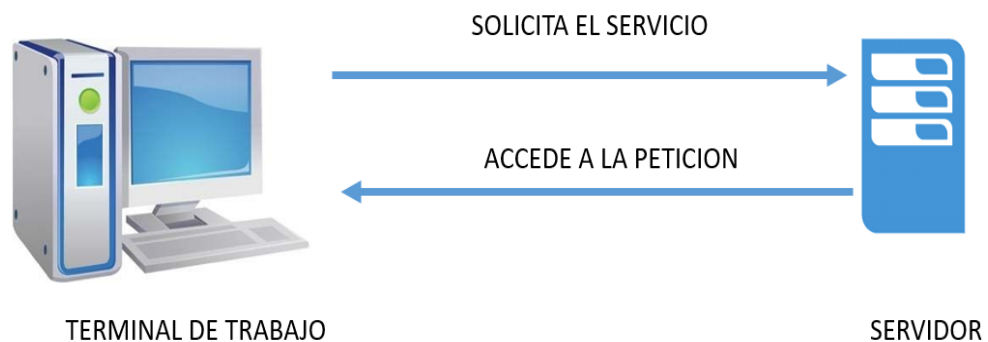 SOLICITA EL SERVICIO
ACCEDE A LA PETICION
TERMINAL DE TRABAJO
SERVIDOR